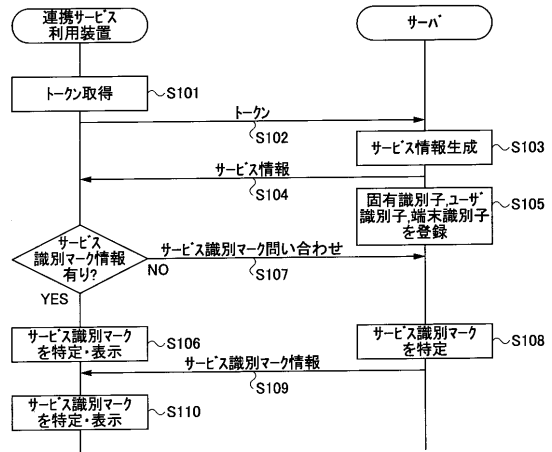 連携サービス
利用装置
サーバ
トークン取得
S101
トークン
S102
サービス情報生成
S103
サービス情報
S104
固有識別子,ユーザ
識別子,端末識別子
を登録
S105
サービス
識別マーク情報
有り?
NO
サービス識別マーク問い合わせ
S107
YES
サービス識別マーク
を特定・表示
S106
サービス識別マーク
を特定
S108
サービス識別マーク情報
S109
サービス識別マーク
を特定・表示
S110